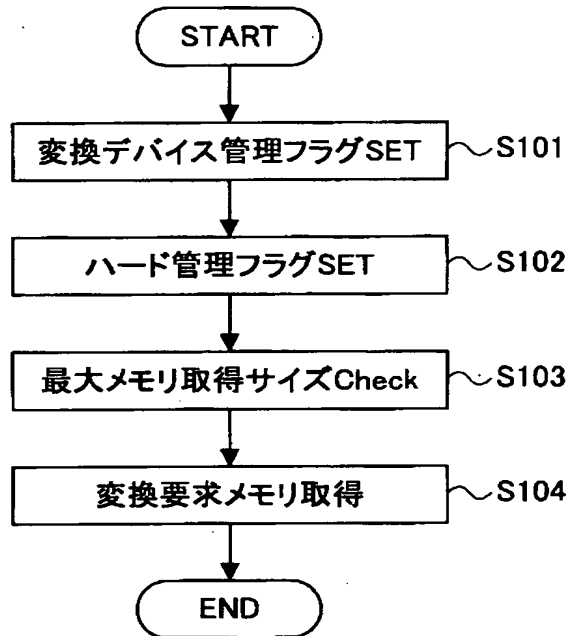 START
変換デバイス管理フラグSET
S101
ハード管理フラグSET
S102
最大メモリ取得サイズCheck
S103
変換要求メモリ取得
S104
END